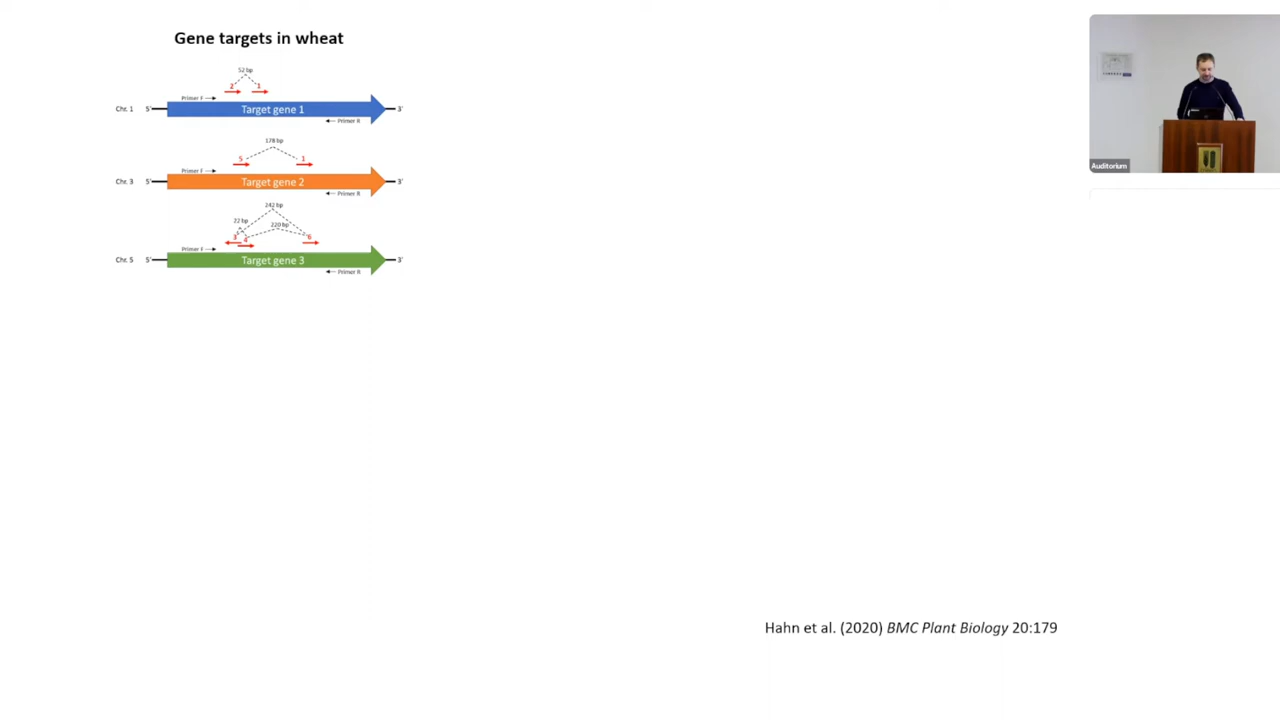 Gene targets in wheat
52 bp
2 1
Primer F
Chr. 1 5' Target gene 1 3'
Primer R
178 bp
5 1
Primer F
Chr. 3 5' Target gene 2 3'
Primer R
242 bp
22 bp 220 bp
3 4 6
Primer F
Chr. 5 5' Target gene 3 3'
Primer R
Auditorium
Hahn et al. (2020) BMC Plant Biology 20:179